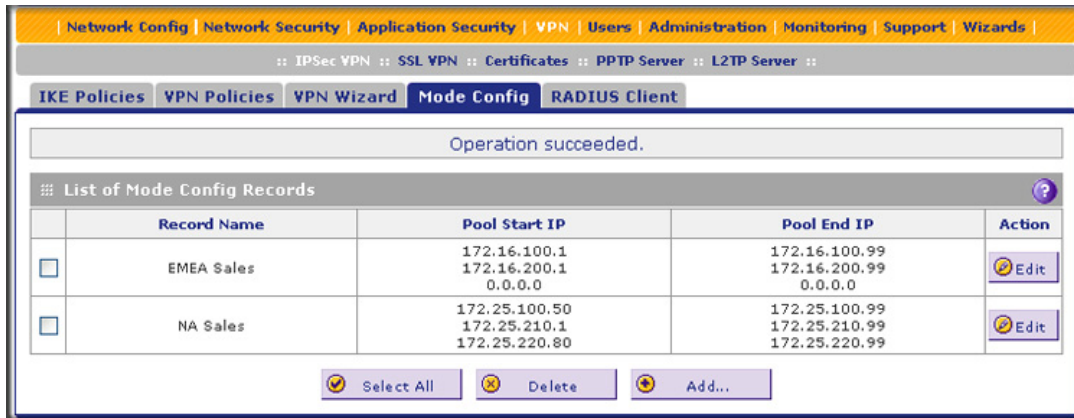 | Network Config | Network Security | Application Security | VPN | Users | Administration | Monitoring | Support | Wizards |
:: IPSec VPN :: SSL VPN :: Certificates :: PPTP Server :: L2TP Server ::
IKE Policies VPN Policies VPN Wizard Mode Config RADIUS Client
Operation succeeded.
List of Mode Config Records ?
Record Name Pool Start IP Pool End IP Action
172.16.100.1 172.16.100.99
EMEA Sales 172.16.200.1 172.16.200.99 Edit
0.0.0.0 0.0.0.0
172.25.100.50 172.25.100.99
NA Sales 172.25.210.1 172.25.210.99 Edit
172.25.220.80 172.25.220.99
Select All Delete Add...